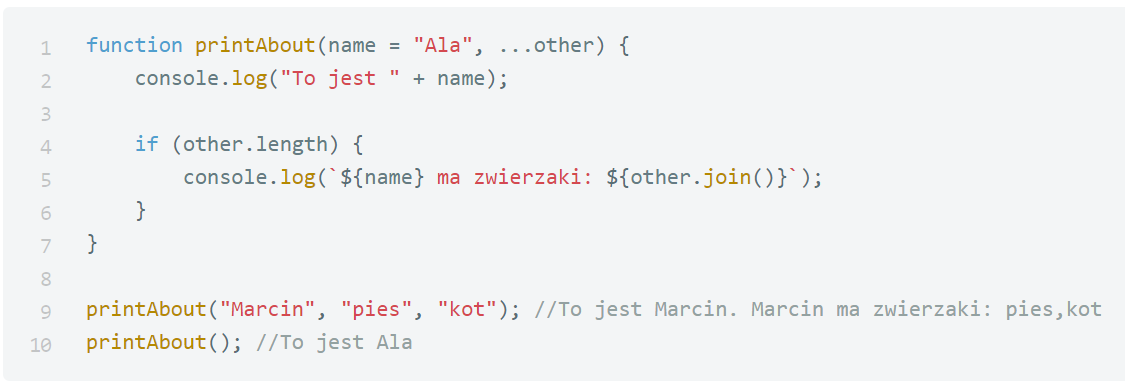 1 function printAbout(name = "Ala", ...other) {
2     console.log("To jest " + name);
3
4     if (other.length) {
5         console.log(`${name} ma zwierzaki: ${other.join()}`);
6     }
7 }
8
9 printAbout("Marcin", "pies", "kot"); //To jest Marcin. Marcin ma zwierzaki: pies,kot
10 printAbout(); //To jest Ala